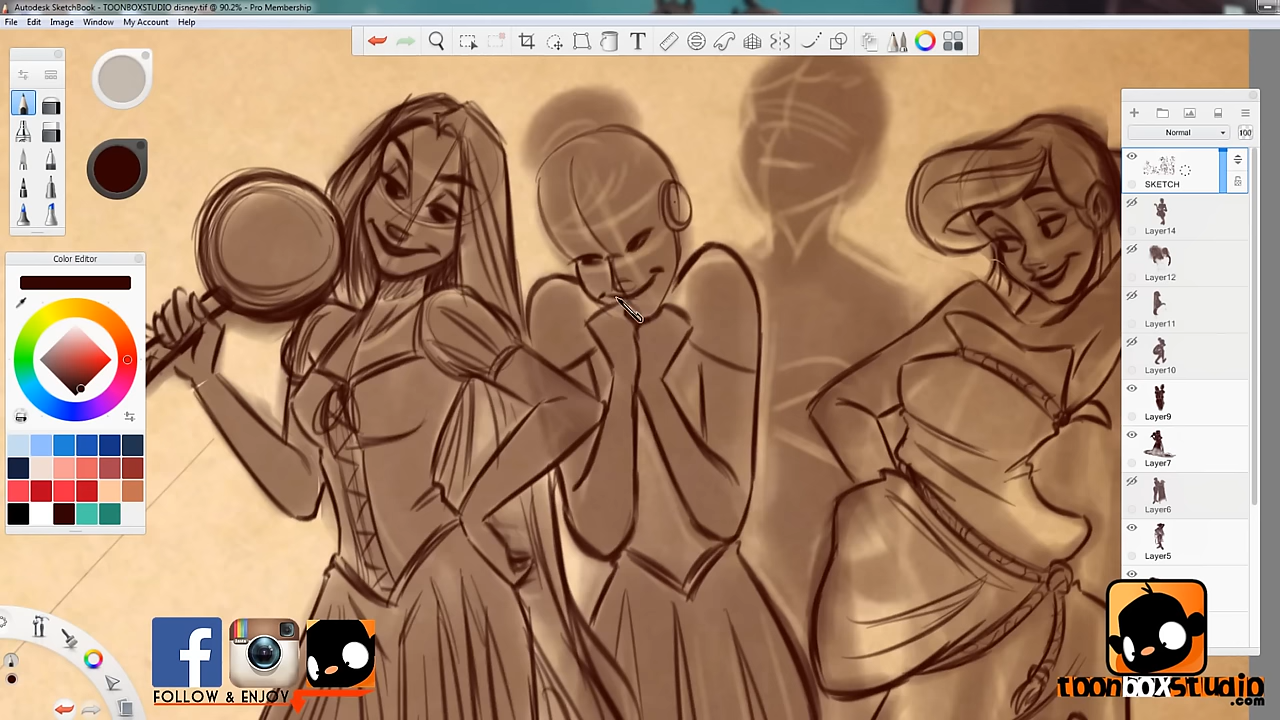 Autodesk SketchBook - TOONBOXSTUDIO disney.tif @ 90.2% - Pro Membership
File Edit Image Window My Account Help
T
Normal 100
SKETCH
Layer14
Layer12
Layer11
Layer10
Layer9
Layer7
Layer6
Layer5
Color Editor
f
FOLLOW & ENJOY
toonBOXstudio
.com